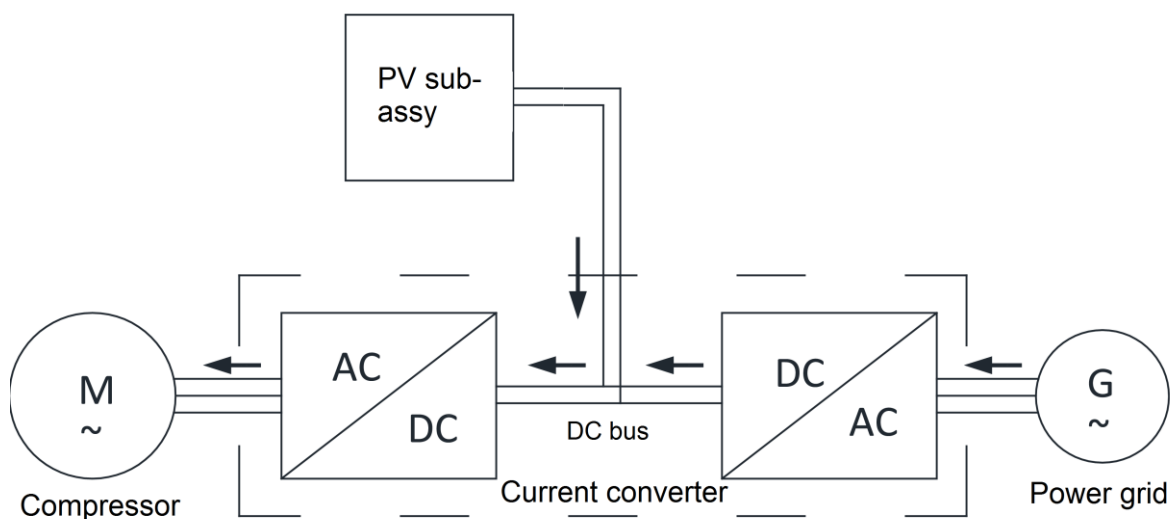 PV sub-
assy
M
~
Compressor
AC
DC
DC bus
Current converter
DC
AC
G
~
Power grid